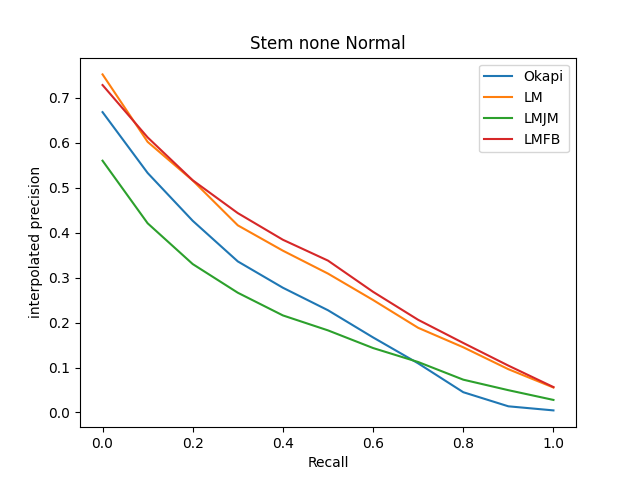 Stem none Normal
Okapi
LM
LMJM
LMFB
interpolated precision
0.7
0.6
0.5
0.4
0.3
0.2
0.1
0.0
0.0 0.2 0.4 0.6 0.8 1.0
Recall